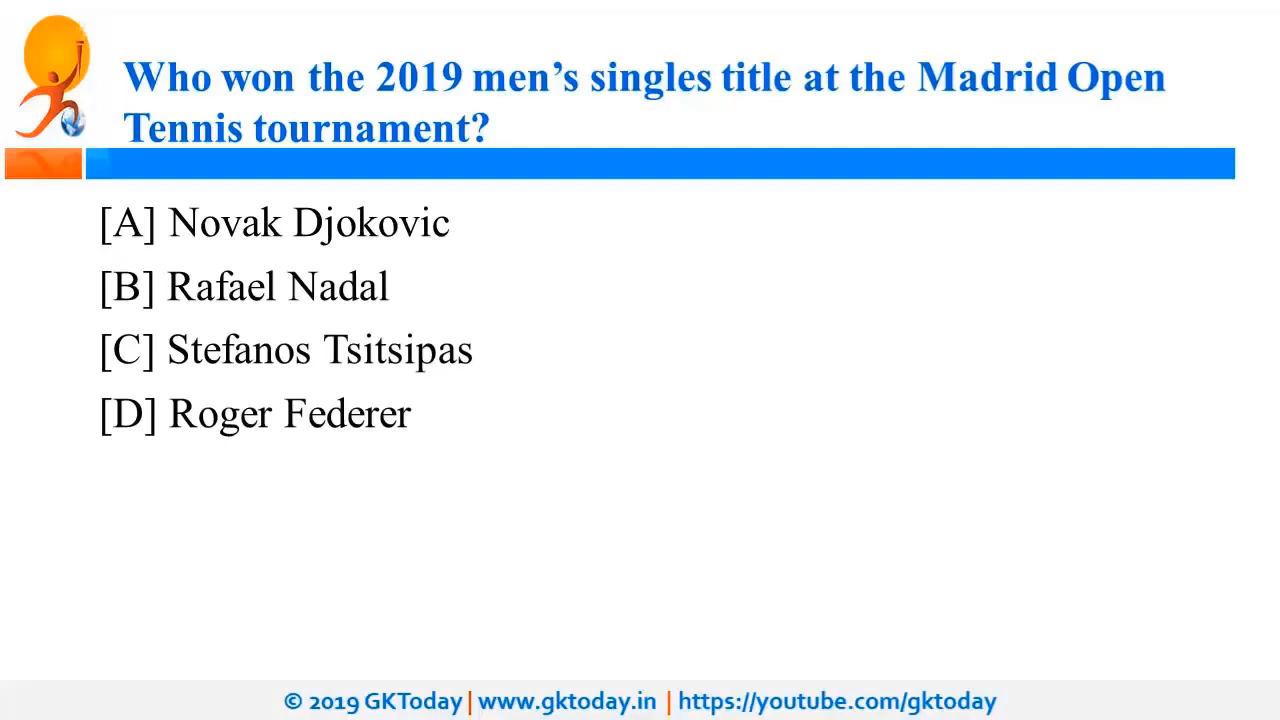 Who won the 2019 men’s singles title at the Madrid Open
Tennis tournament?
[A] Novak Djokovic
[B] Rafael Nadal
[C] Stefanos Tsitsipas
[D] Roger Federer
© 2019 GKToday | www.gktoday.in | https://youtube.com/gktoday